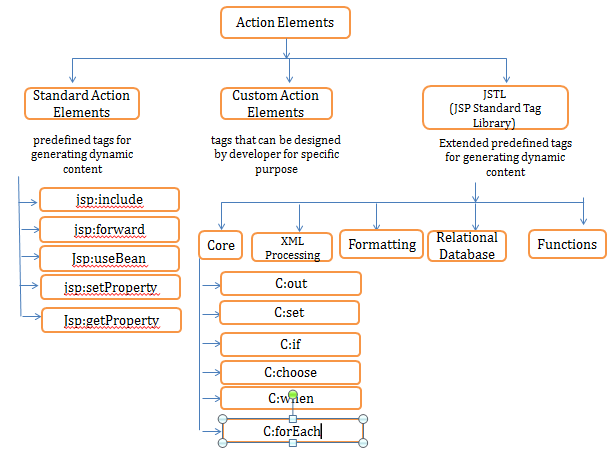 Action Elements
Standard Action
Elements
Custom Action
Elements
JSTL
(JSP Standard Tag
Library)
predefined tags for
generating dynamic
content
tags that can be designed
by developer for specific
purpose
Extended predefined tags
for generating dynamic
content
jsp:include
jsp:forward
Jsp:useBean
jsp:setProperty
Jsp:getProperty
Core
XML
Processing
Formatting
Relational
Database
Functions
C:out
C:set
C:if
C:choose
C:when
C:forEach